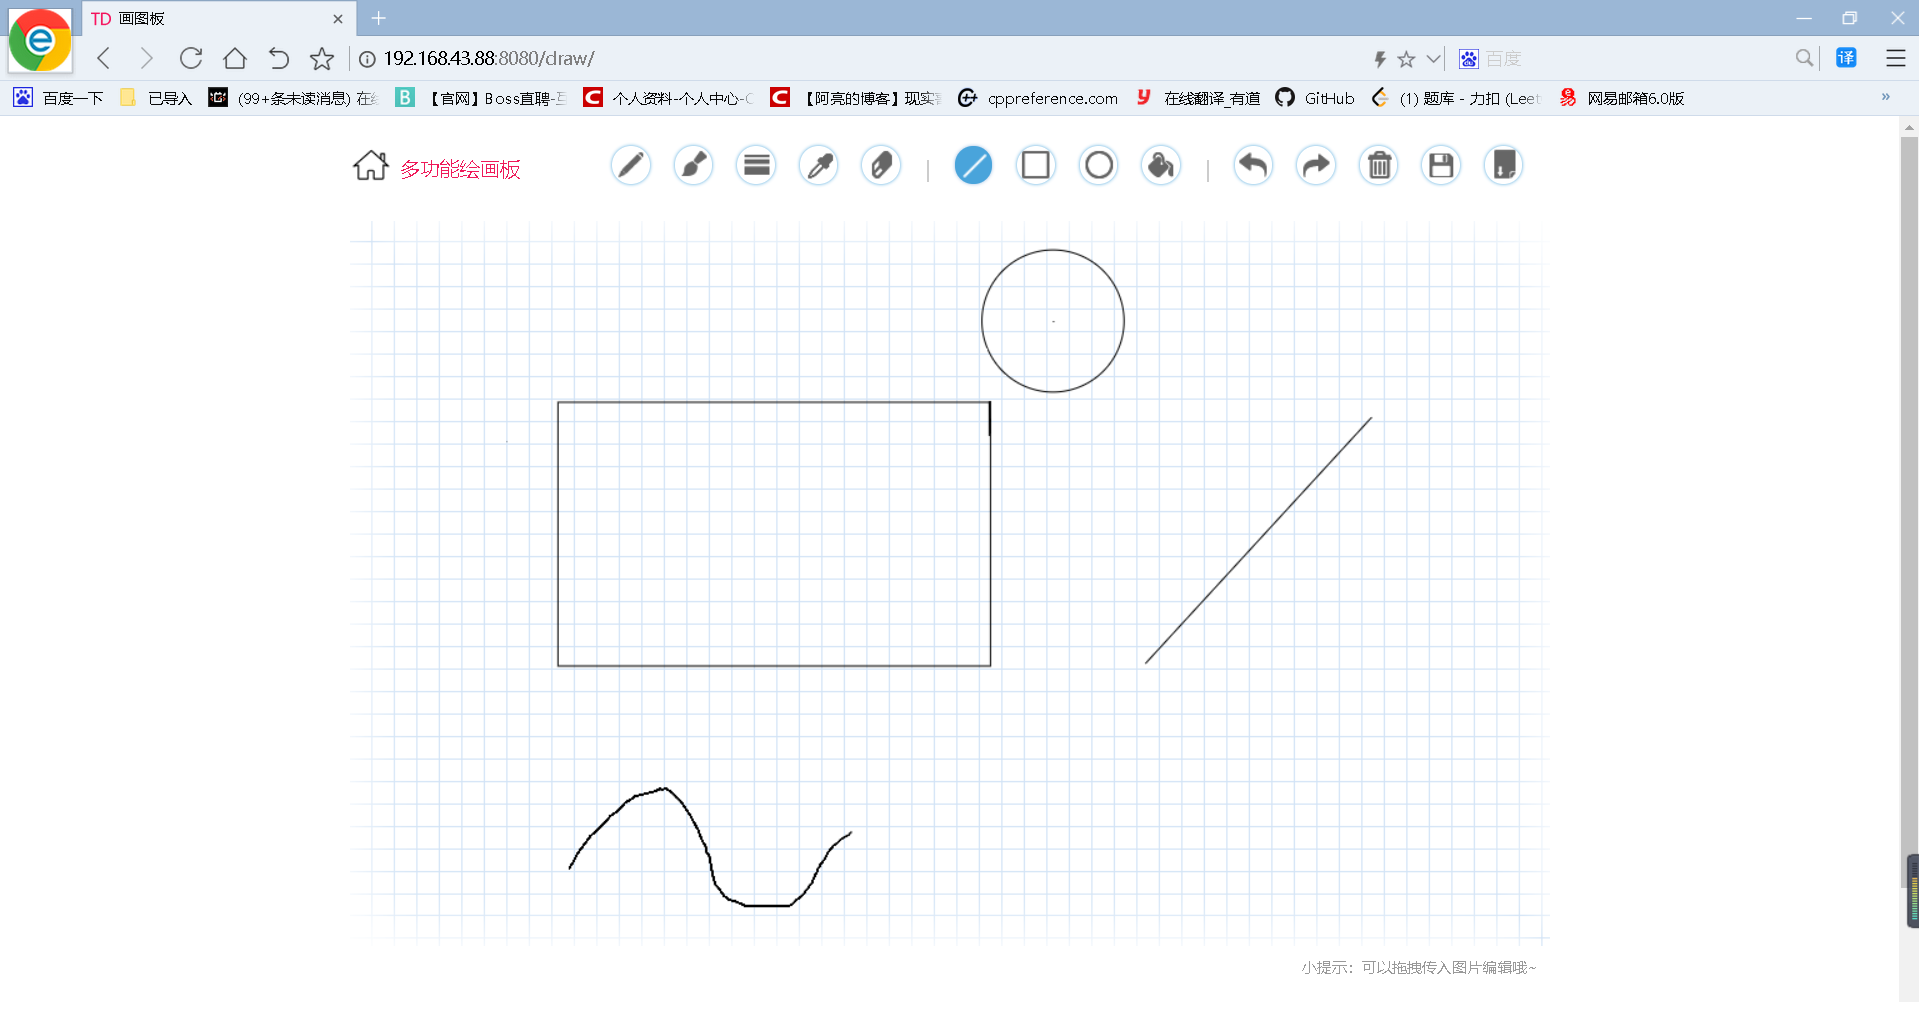 TD 画图板
192.168.43.88:8080/draw/
百度
译
百度一下 已导入 (99+条未读消息) 在线 【官网】Boss直聘-互 个人资料-个人中心-C 【阿亮的博客】现实 cppreference.com 在线翻译_有道 GitHub (1) 题库 - 力扣 (Leet 网易邮箱6.0版 »
多功能绘画板
小提示：可以拖拽传入图片编辑哦~